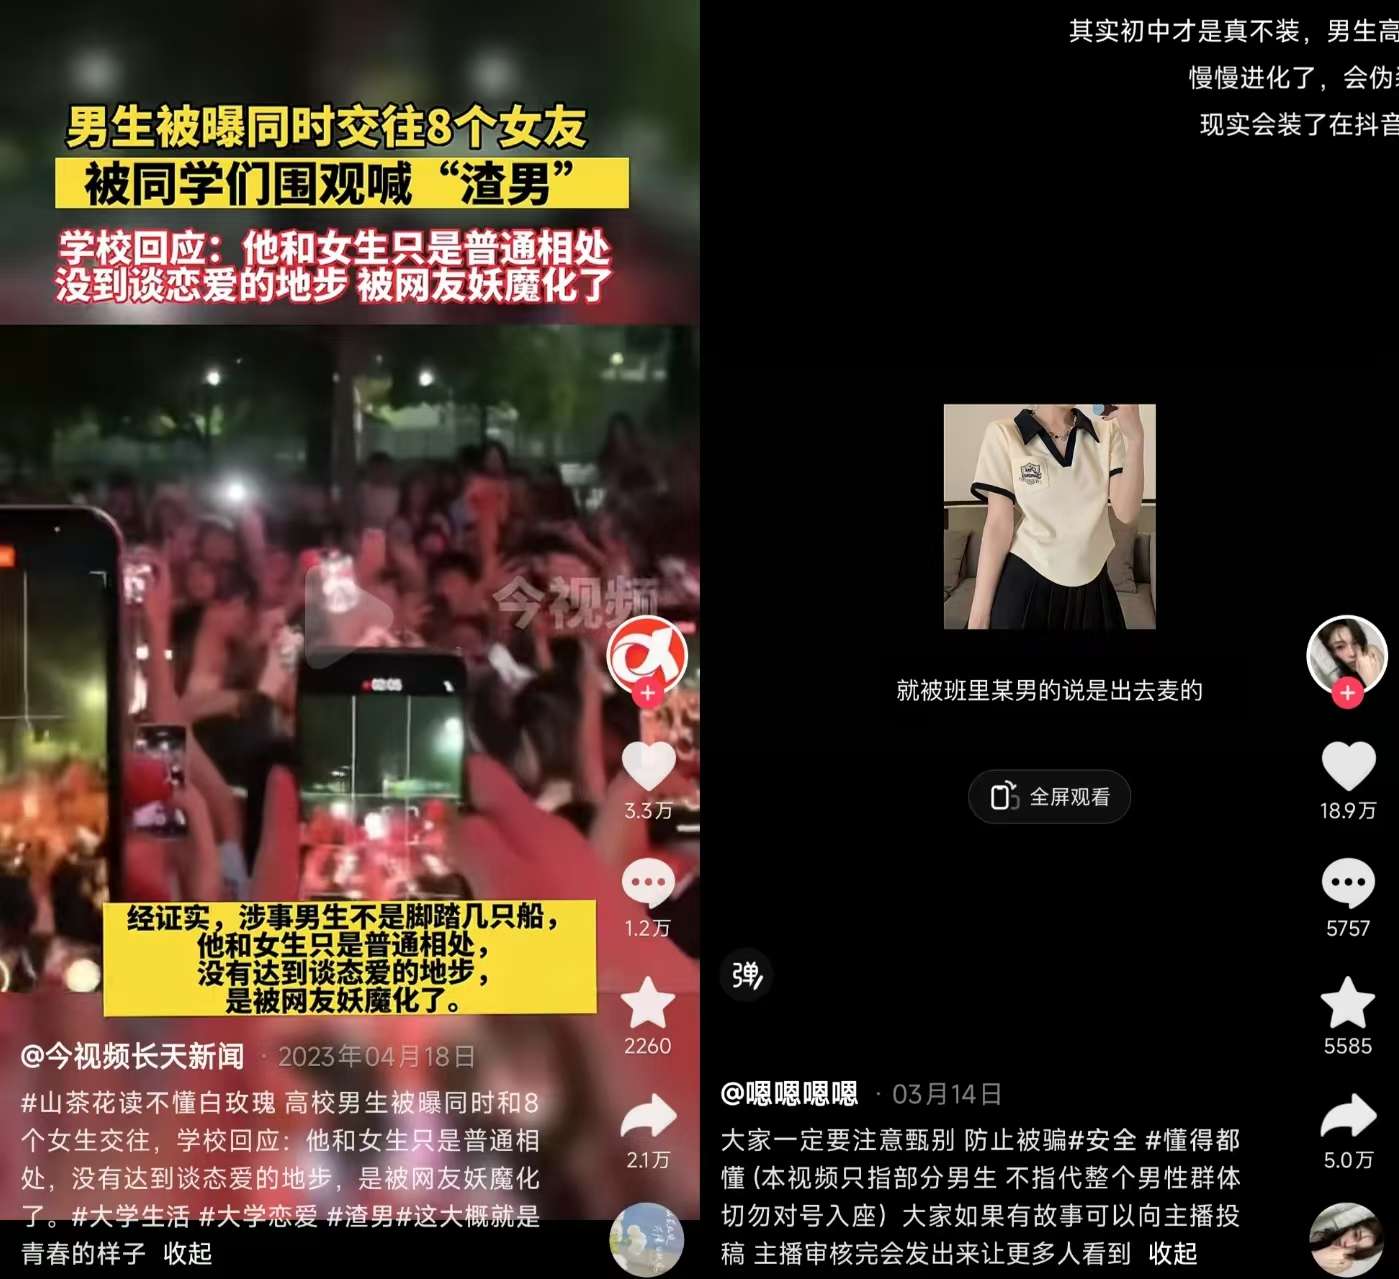 男生被曝同时交往8个女友
被同学们围观喊“渣男”
学校回应：他和女生只是普通相处
没到谈恋爱的地步 被网友妖魔化了
今视频
02:05
3.3万
经证实，涉事男生不是脚踏几只船，
他和女生只是普通相处，
没有达到谈恋爱的地步，
是被网友妖魔化了。
1.2万
2260
2.1万
@今视频长天新闻 · 2023年04月18日
#山茶花读不懂白玫瑰 高校男生被曝同时和8
个女生交往，学校回应：他和女生只是普通相
处，没有达到谈恋爱的地步，是被网友妖魔化
了。#大学生活 #大学恋爱 #渣男#这大概就是
青春的样子 收起
其实初中才是真不装，男生高
慢慢进化了，会伪
现实会装了在抖音
就被班里某男的说是出去麦的
全屏观看
18.9万
5757
弹
5585
5.0万
@嗯嗯嗯嗯 · 03月14日
大家一定要注意甄别 防止被骗#安全 #懂得都
懂 (本视频只指部分男生 不指代整个男性群体
切勿对号入座）大家如果有故事可以向主播投
稿 主播审核完会发出来让更多人看到 收起